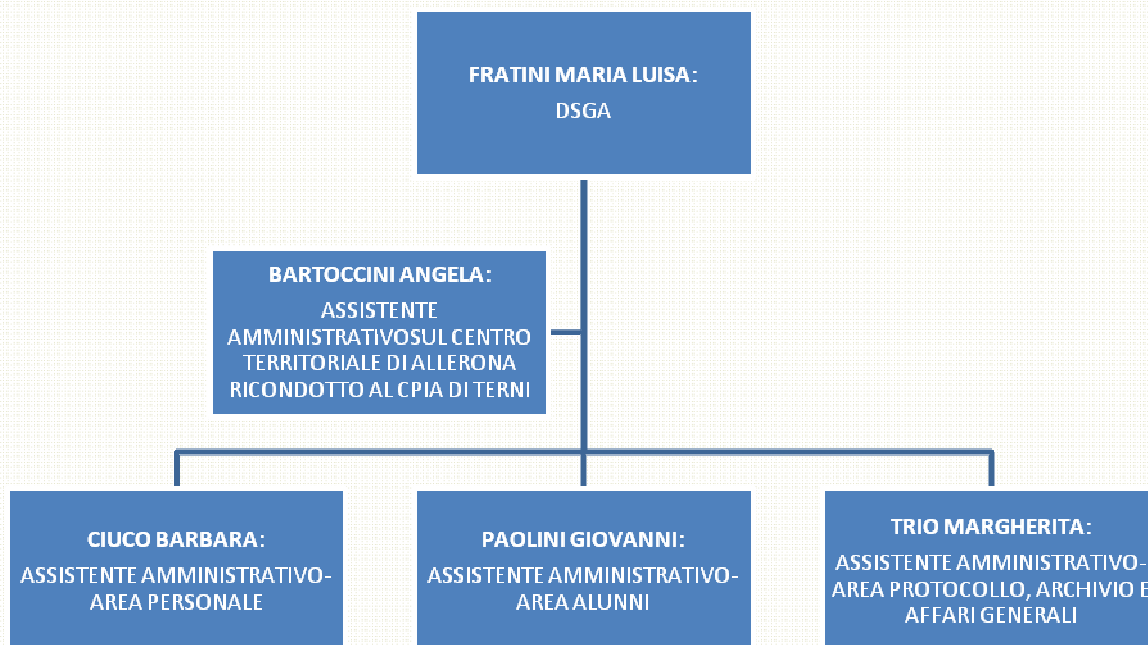 FRATINI MARIA LUISA:
DSGA
BARTOCCINI ANGELA:
ASSISTENTE
AMMINISTRATIVOSUL CENTRO
TERRITORIALE DI ALLERONA
RICONDOTTO AL CPIA DI TERNI
CIUCO BARBARA:
ASSISTENTE AMMINISTRATIVO-
AREA PERSONALE
PAOLINI GIOVANNI:
ASSISTENTE AMMINISTRATIVO-
AREA ALUNNI
TRIO MARGHERITA:
ASSISTENTE AMMINISTRATIVO-
AREA PROTOCOLLO, ARCHIVIO E
AFFARI GENERALI